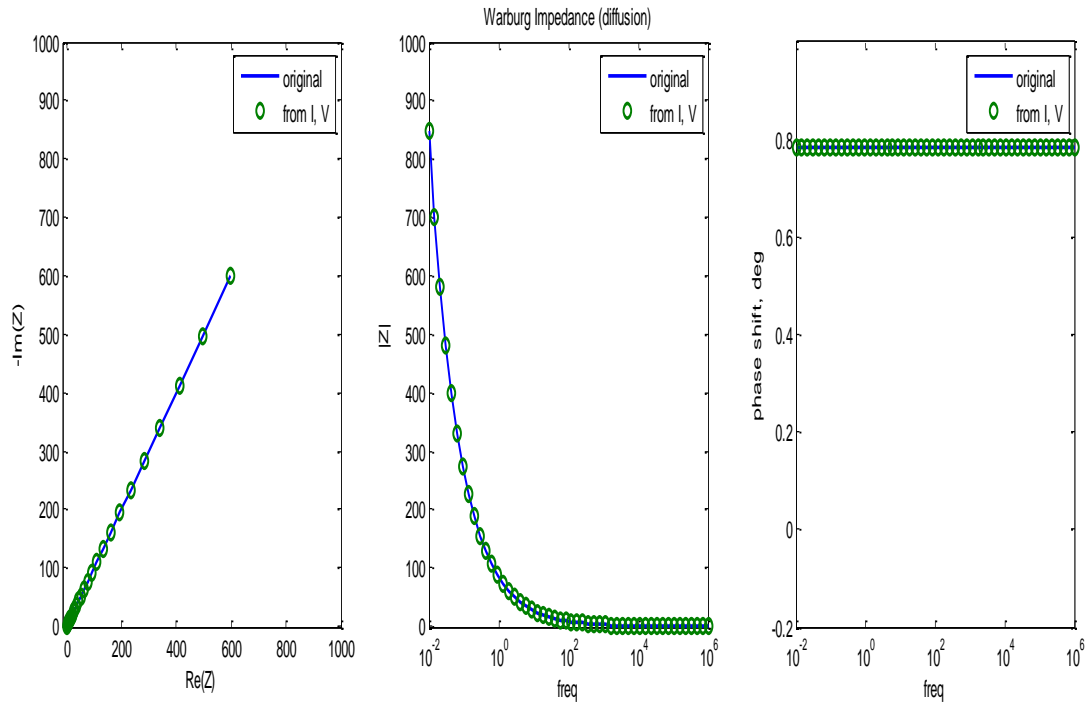 Warburg Impedance (diffusion)
1000
900
800
700
600
500
400
300
200
100
0
-Im(Z)
original
from I, V
0 200 400 600 800 1000
Re(Z)
1000
900
800
700
600
500
400
300
200
100
0
|Z|
original
from I, V
10^-2 10^0 10^2 10^4 10^6
freq
0.8
0.6
0.4
0.2
0
-0.2
phase shift, deg
original
from I, V
10^-2 10^0 10^2 10^4 10^6
freq